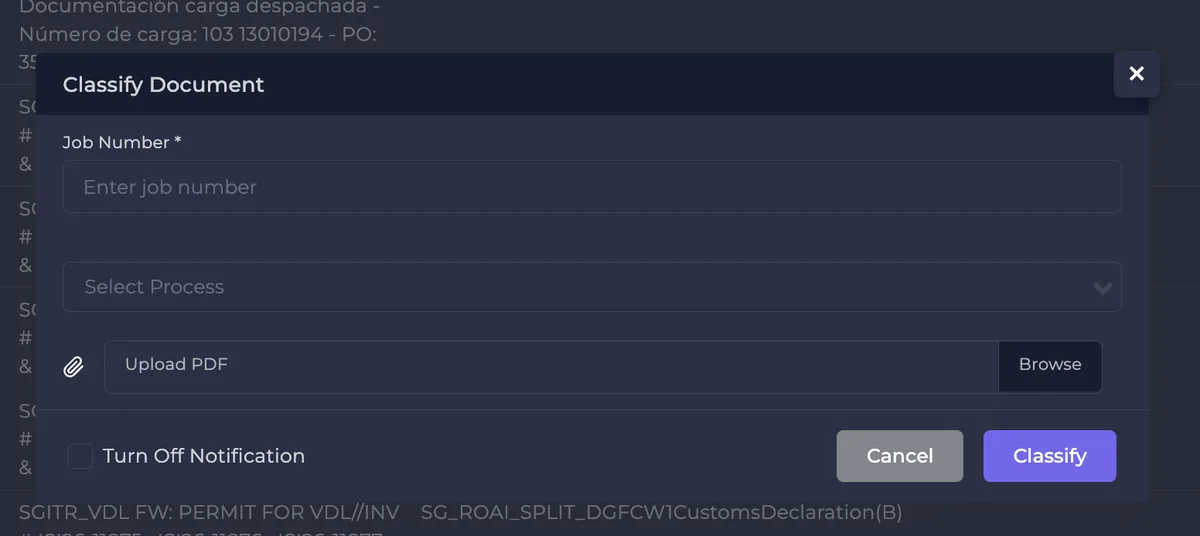 Documentación carga despachada -
Número de carga: 103 13010194 - PO:
35
Classify Document
Job Number *
Enter job number
Select Process
Upload PDF
Browse
Turn Off Notification
Cancel
Classify
#
&
#
&
#
&
#
&
SGITR_VDL FW: PERMIT FOR VDL//INV SG_ROAI_SPLIT_DGFCW1CustomsDeclaration(B)